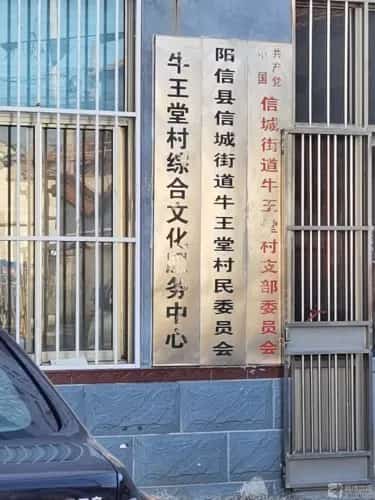 中国共产党信城街道牛王堂村支部委员会
阳信县信城街道牛王堂村民委员会
牛王堂村综合文化服务中心